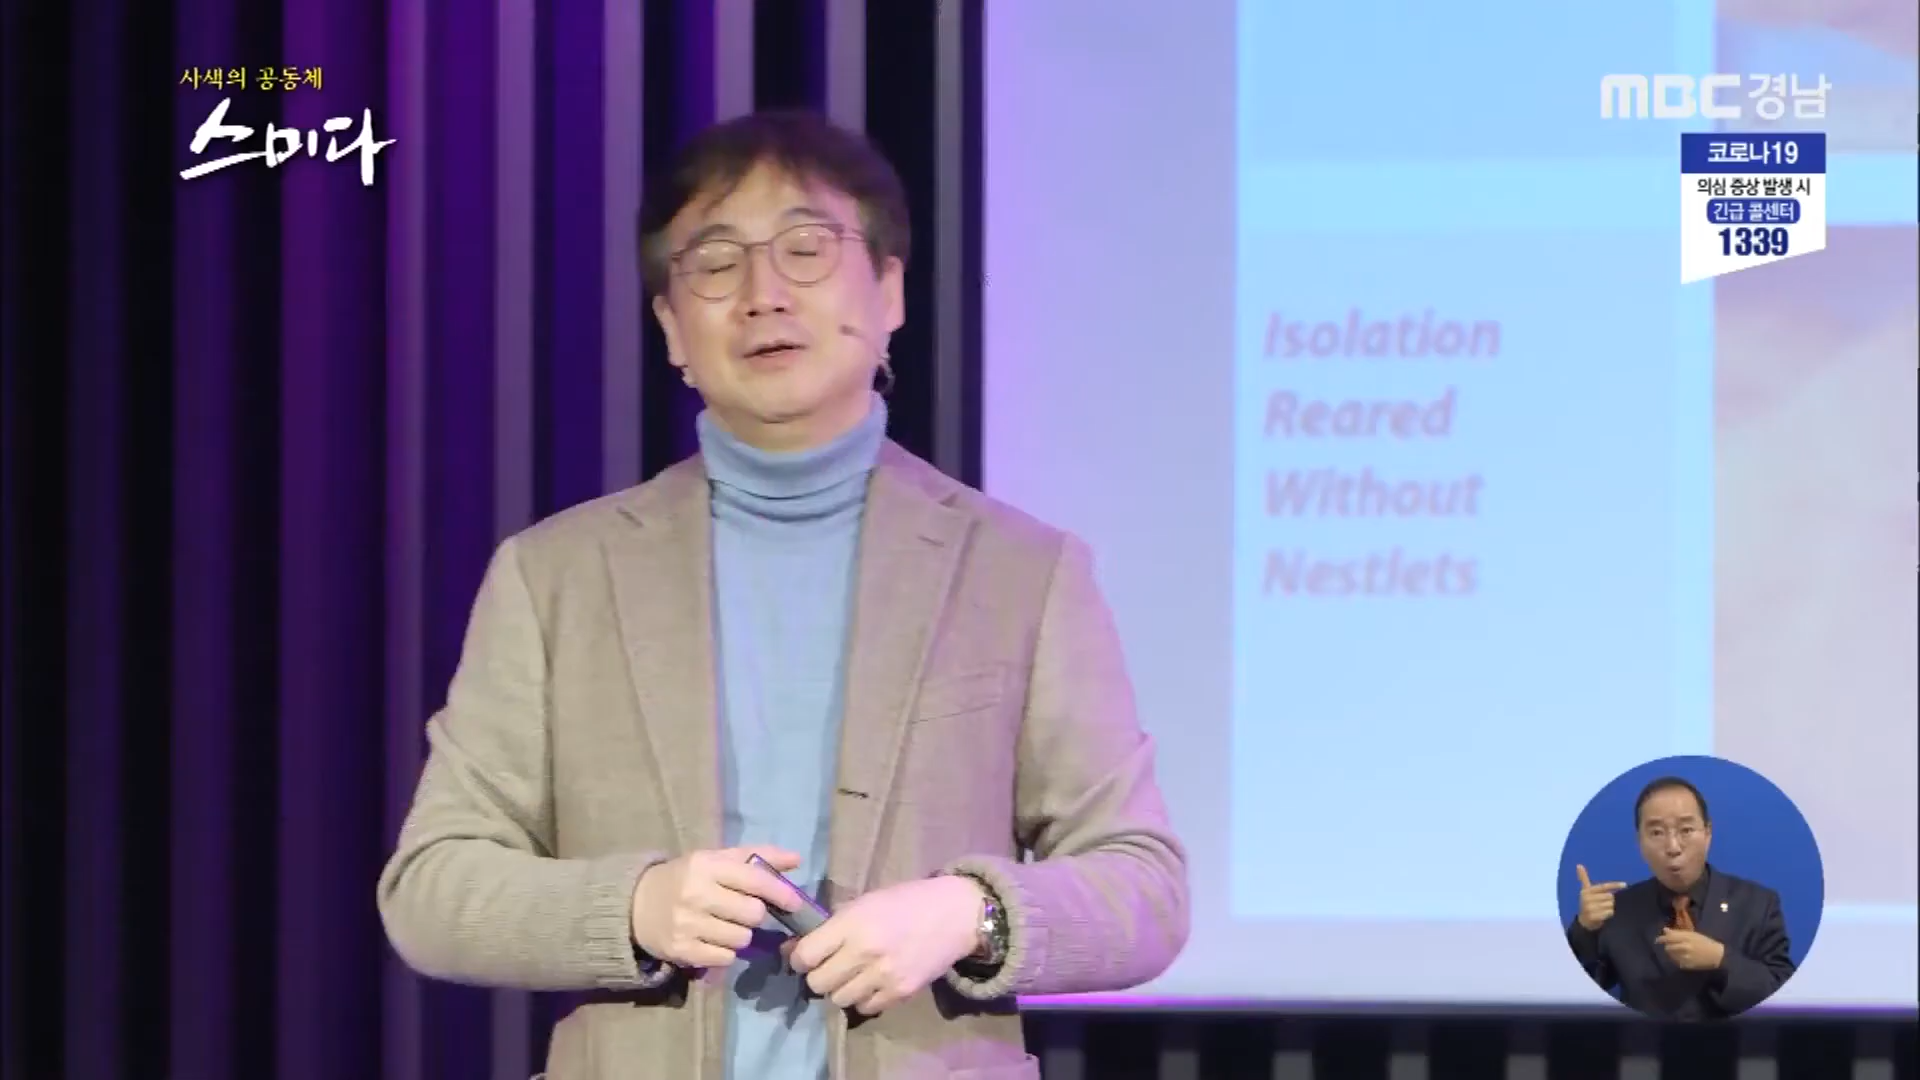 사색의 공동체
스미다
MBC경남
코로나19
의심 증상 발생 시
긴급 콜센터
1339
Isolation
Reared
Without
Nestlets